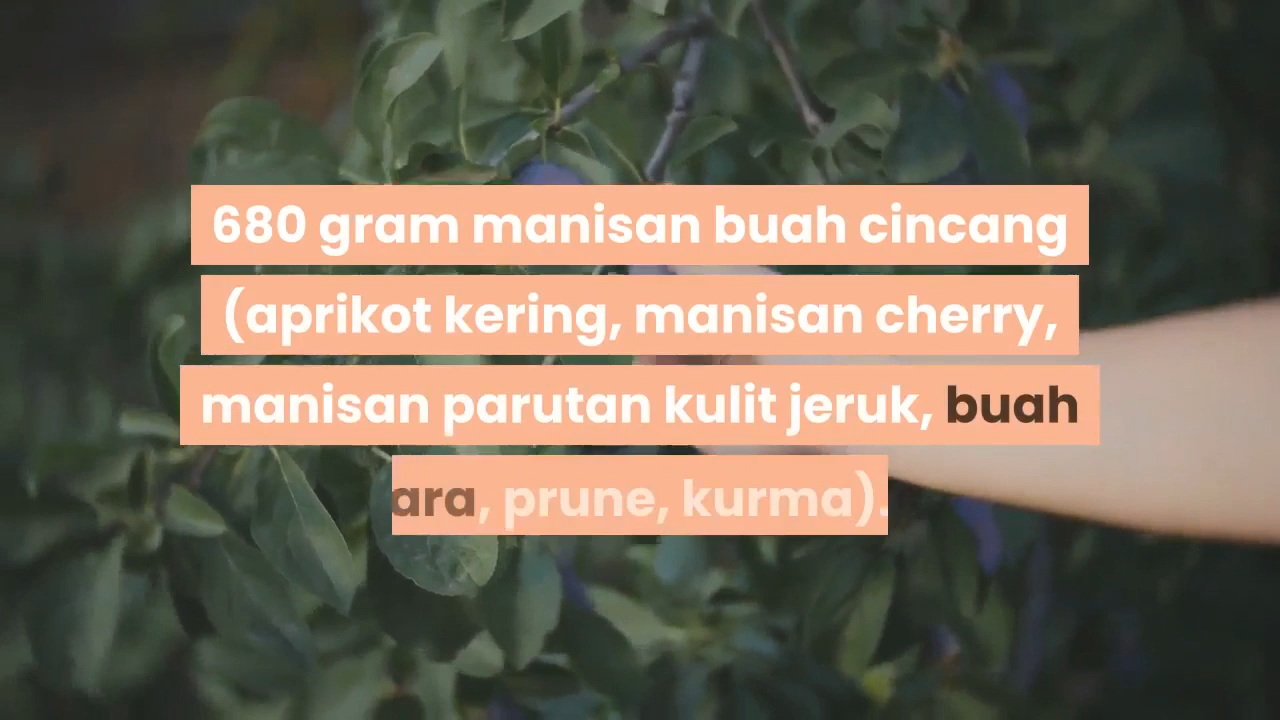 680 gram manisan buah cincang
(aprikot kering, manisan cherry,
manisan parutan kulit jeruk, buah
ara, prune, kurma).